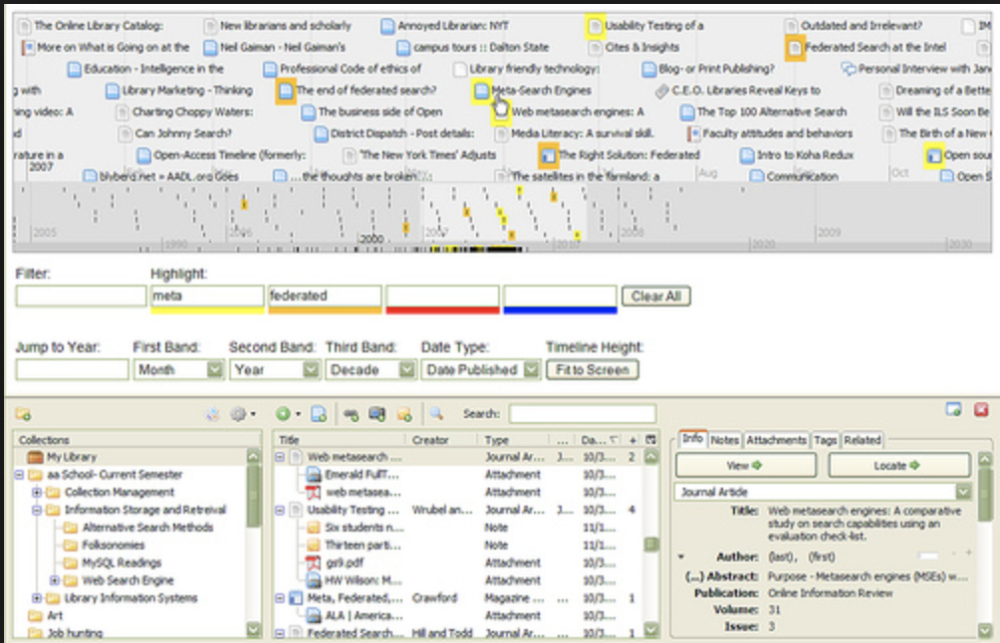 The Online Library Catalog: New librarians and scholarly Annoyed Librarian: NYT Usability Testing of a Outdated and Irrelevant? IM
More on What is Going on at the Neil Gaiman - Neil Gaiman's campus tours :: Dalton State Cites & Insights Federated Search at the Intel
Education - Intelligence in the Professional Code of ethics of Library friendly technology: Blog- or Print Publishing? Personal Interview with Jan
g with Library Marketing - Thinking The end of federated search? Meta-Search Engines C.E.O. Libraries Reveal Keys to Dreaming of a Bette
ning video: A Charting Choppy Waters: The business side of Open Web metasearch engines: A The Top 100 Alternative Search Will the ILS Soon Be
d Can Johnny Search? District Dispatch - Post details: Media Literacy: A survival skill. Faculty attitudes and behaviors The Birth of a New
rature in a Open-Access Timeline (formerly: 'The New York Times' Adjusts The Right Solution: Federated Intro to Koha Redux Open sou
2007 blyberg.net » AADL.org Goes ...the thoughts are broken The satellites in the farmland: a Aug Communication Oct Open S
2005 2006 2007 2008 2009
1990 2000 2010 2020 2030
Filter: Highlight:
meta federated Clear All
Jump to Year: First Band: Second Band: Third Band: Date Type: Timeline Height:
Month Year Decade Date Published Fit to Screen
Search:
Collections
My Library
aa School- Current Semester
Collection Management
Information Storage and Retreival
Alternative Search Methods
Folksonomies
MySQL Readings
Web Search Engine
Library Information Systems
Art
Job hunting
Title Creator Type ... Da... +
Web metasearch ... Journal Ar... J... 10/3... 2
Emerald FullT... Attachment 10/3...
web metasea... Attachment 10/3...
Usability Testing ... Wrubel an... Journal Ar... J... 10/3... 4
Six students n... Note 11/1...
Thirteen parti... Note 11/1...
gs9.pdf Attachment 10/3...
HW Wilson: M... Attachment 10/3...
Meta, Federated,... Crawford Magazine ... ... 10/3... 1
ALA | America... Attachment 10/3...
Federated Search... Hill and Todd Journal Ar... ... 10/3... 1
Info Notes Attachments Tags Related
View Locate
Journal Article
Title: Web metasearch engines: A comparative
study on search capabilities using an
evaluation check-list.
Author: (last), (first)
(...) Abstract: Purpose - Metasearch engines (MSEs) w...
Publication: Online Information Review
Volume: 31
Issue: 3